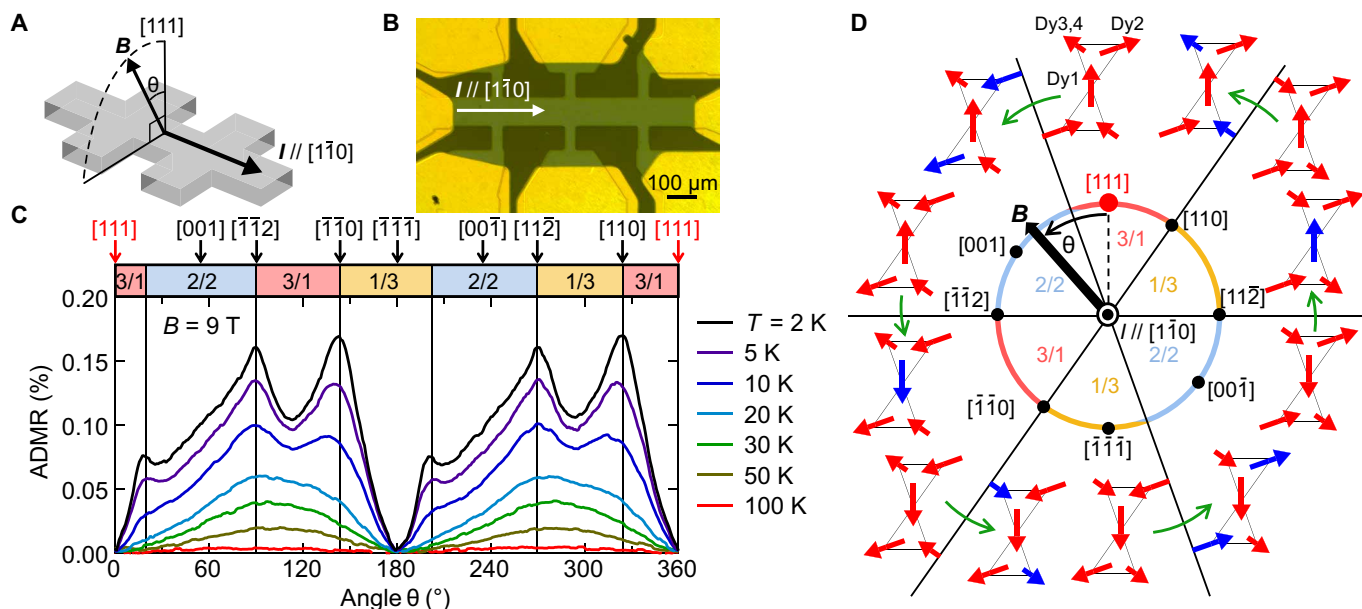 A
[111]
B
θ
I // [11̄0]
B
I // [11̄0]
100 μm
C
[111]
[001]
[1̄1̄2]
[1̄1̄0]
[1̄1̄1̄]
[001̄]
[112̄]
[110]
[111]
3/1
2/2
3/1
1/3
2/2
1/3
3/1
B = 9 T
0.20
0.15
0.10
0.05
0.00
ADMR (%)
0
60
120
180
240
300
360
Angle θ (°)
T = 2 K
5 K
10 K
20 K
30 K
50 K
100 K
D
Dy3,4
Dy2
Dy1
[111]
B
θ
3/1
[110]
[001]
2/2
1/3
[1̄1̄2]
[112̄]
I // [11̄0]
3/1
2/2
1/3
[001̄]
[1̄1̄0]
[1̄1̄1̄]